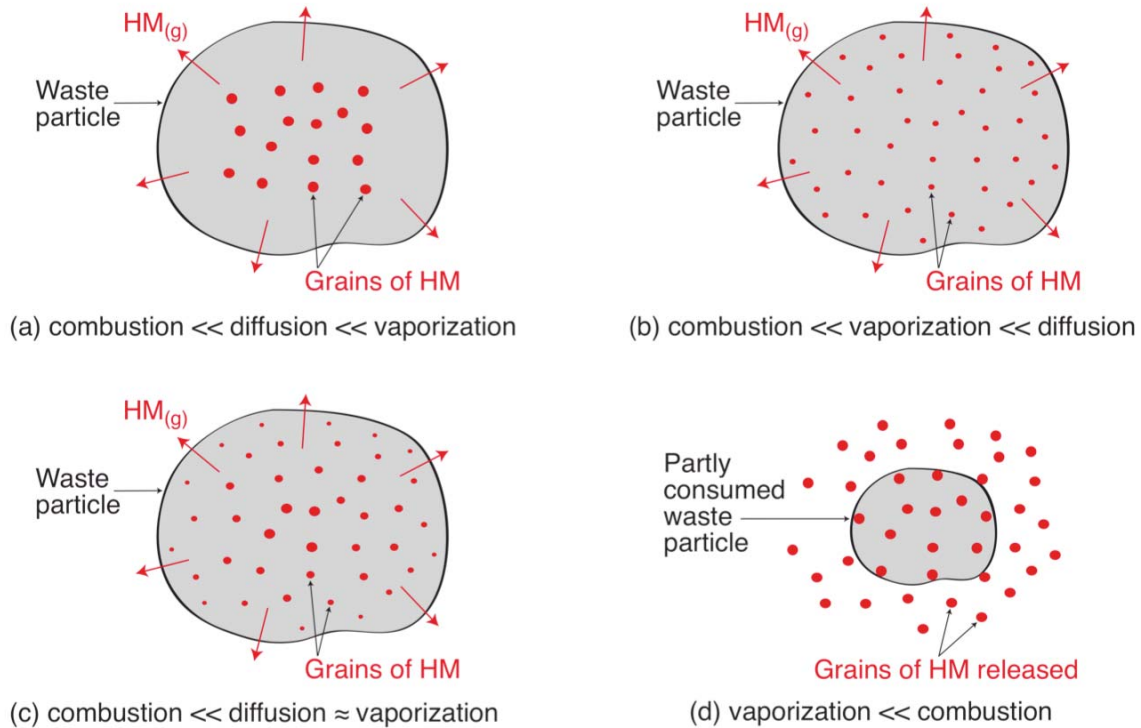 HM(g)
Waste
particle
Grains of HM
(a) combustion << diffusion << vaporization
HM(g)
Waste
particle
Grains of HM
(b) combustion << vaporization << diffusion
HM(g)
Waste
particle
Grains of HM
(c) combustion << diffusion ≈ vaporization
Partly
consumed
waste
particle
Grains of HM released
(d) vaporization << combustion